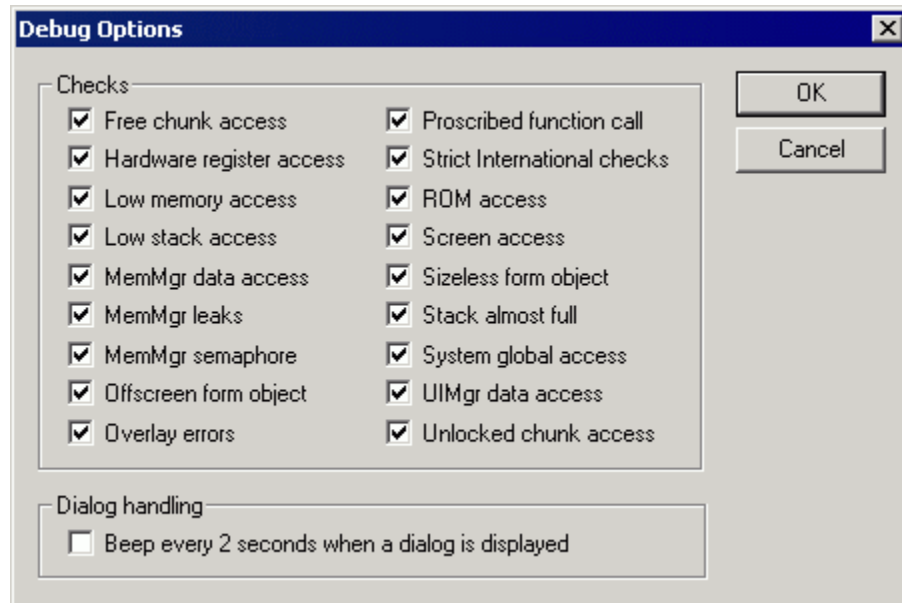 Debug Options
Checks
Free chunk access
Hardware register access
Low memory access
Low stack access
MemMgr data access
MemMgr leaks
MemMgr semaphore
Offscreen form object
Overlay errors
Proscribed function call
Strict International checks
ROM access
Screen access
Sizeless form object
Stack almost full
System global access
UIMgr data access
Unlocked chunk access
OK
Cancel
Dialog handling
Beep every 2 seconds when a dialog is displayed